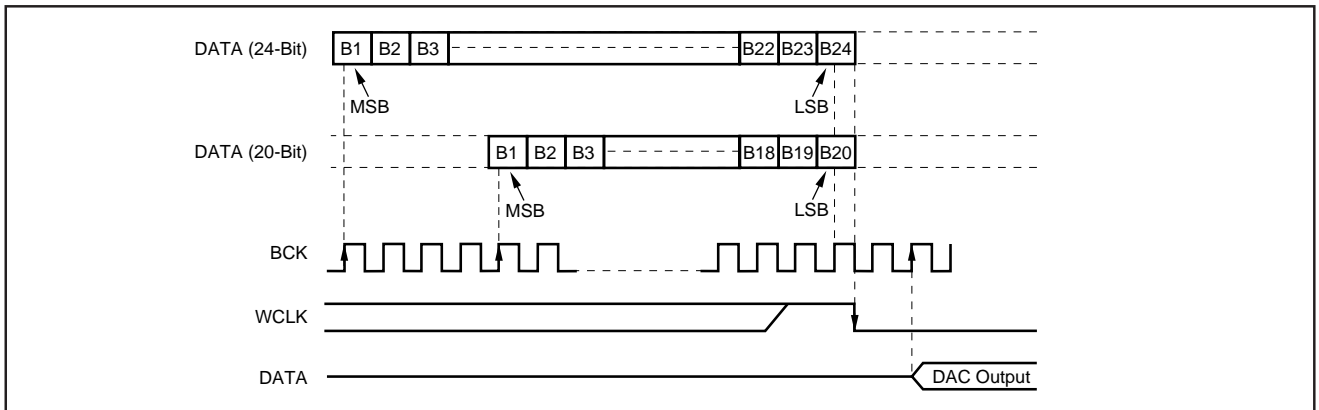 DATA (24-Bit) B1 B2 B3 B22 B23 B24
MSB LSB
DATA (20-Bit) B1 B2 B3 B18 B19 B20
MSB LSB
BCK
WCLK
DATA DAC Output